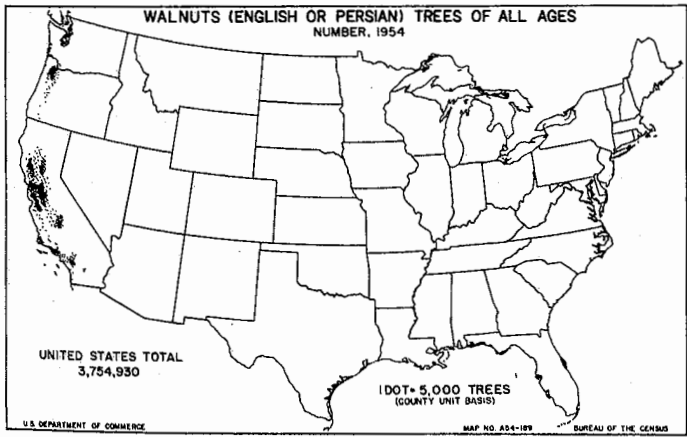 WALNUTS (ENGLISH OR PERSIAN) TREES OF ALL AGES
NUMBER, 1954
UNITED STATES TOTAL
3,754,930
1 DOT = 5,000 TREES
(COUNTY UNIT BASIS)
U.S. DEPARTMENT OF COMMERCE
MAP NO. A54-189
BUREAU OF THE CENSUS